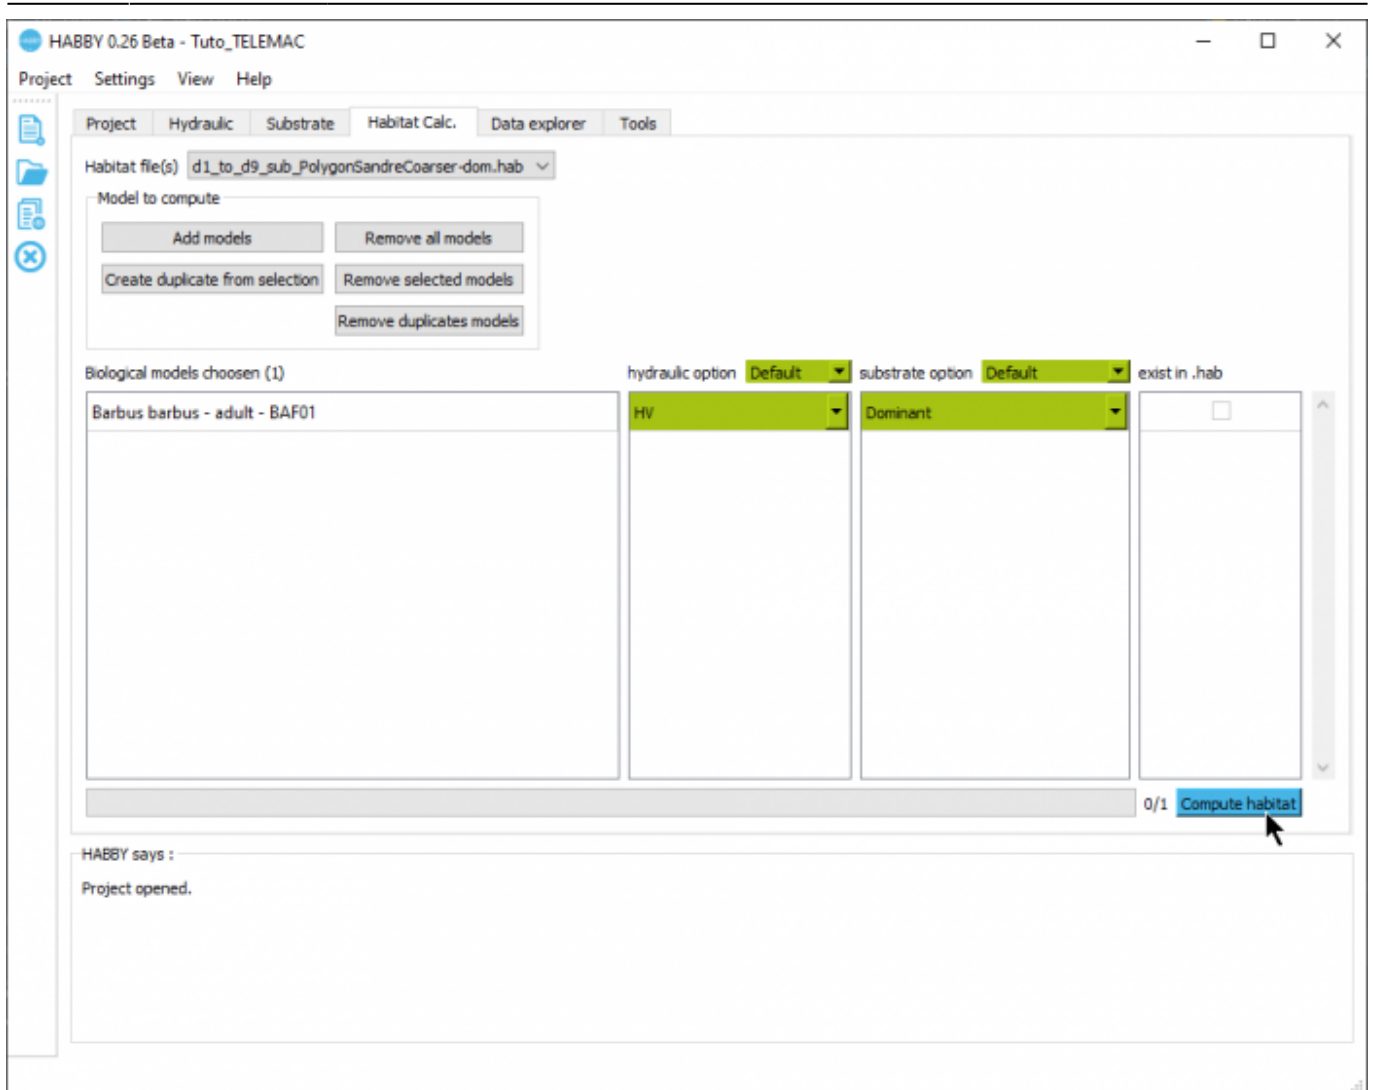 HABBY 0.26 Beta - Tuto_TELEMAC
Project Settings View Help
Project Hydraulic Substrate Habitat Calc. Data explorer Tools
Habitat file(s) d1_to_d9_sub_PolygonSandreCoarser-dom.hab
Model to compute
Add models Remove all models
Create duplicate from selection Remove selected models
Remove duplicates models
Biological models choosen (1) hydraulic option Default substrate option Default exist in .hab
Barbus barbus - adult - BAF01 HV Dominant
0/1 Compute habitat
HABBY says :
Project opened.